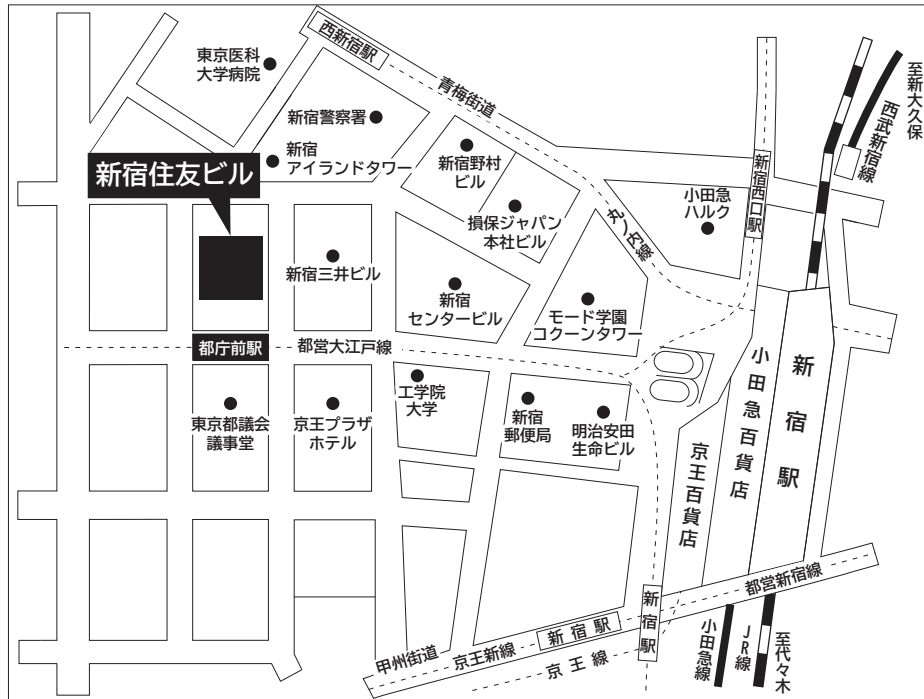 西新宿駅
東京医科
大学病院
青梅街道
至新大久保
西武新宿線
新宿警察署
新宿
アイランドタワー
新宿野村
ビル
新宿西口駅
新宿住友ビル
損保ジャパン
本社ビル
丸ノ内線
小田急
ハルク
新宿三井ビル
新宿
センタービル
モード学園
コクーンタワー
都庁前駅
都営大江戸線
小田急百貨店
新宿駅
工学院
大学
東京都議会
議事堂
京王プラザ
ホテル
新宿
郵便局
明治安田
生命ビル
京王百貨店
都営新宿線
新宿駅
新宿駅
甲州街道
京王新線
京王線
小田急線
JR線
至代々木